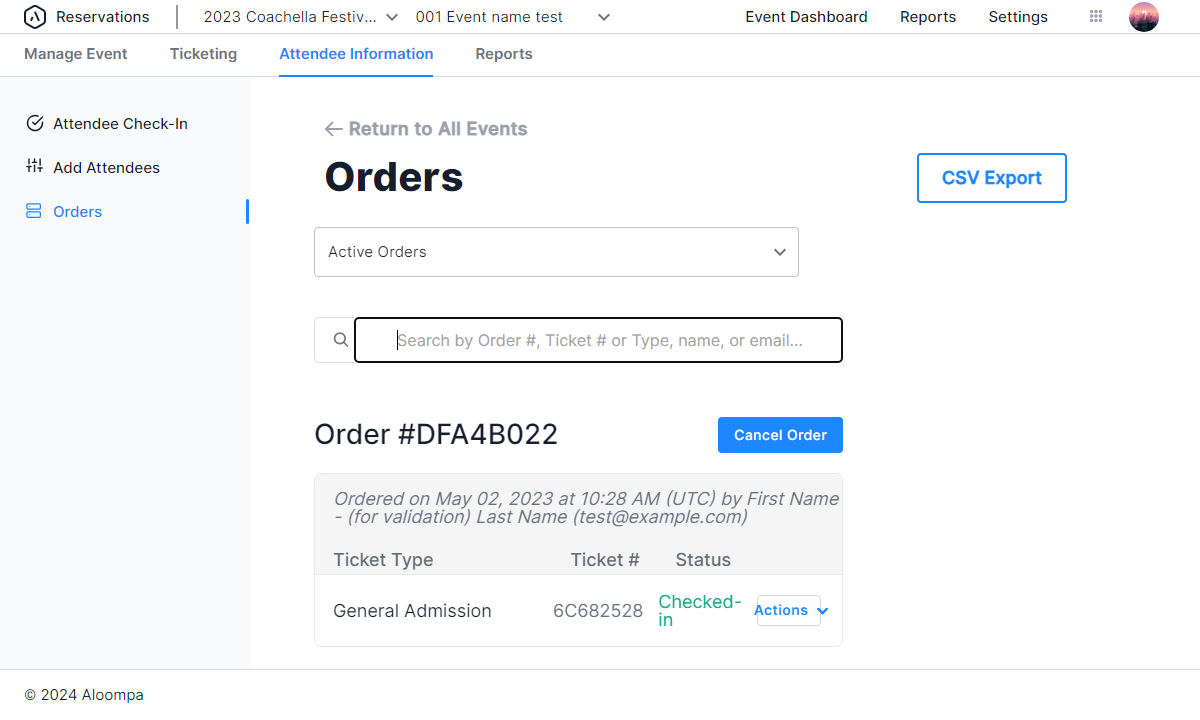 Reservations
2023 Coachella Festiv...
001 Event name test
Event Dashboard
Reports
Settings
Manage Event
Ticketing
Attendee Information
Reports
Attendee Check-In
Add Attendees
Orders
Return to All Events
Orders
CSV Export
Active Orders
Search by Order #, Ticket # or Type, name, or email...
Order #DFA4B022
Cancel Order
Ordered on May 02, 2023 at 10:28 AM (UTC) by First Name
- (for validation) Last Name (test@example.com)
Ticket Type Ticket # Status
General Admission 6C682528 Checked-
in
Actions
© 2024 Aloompa